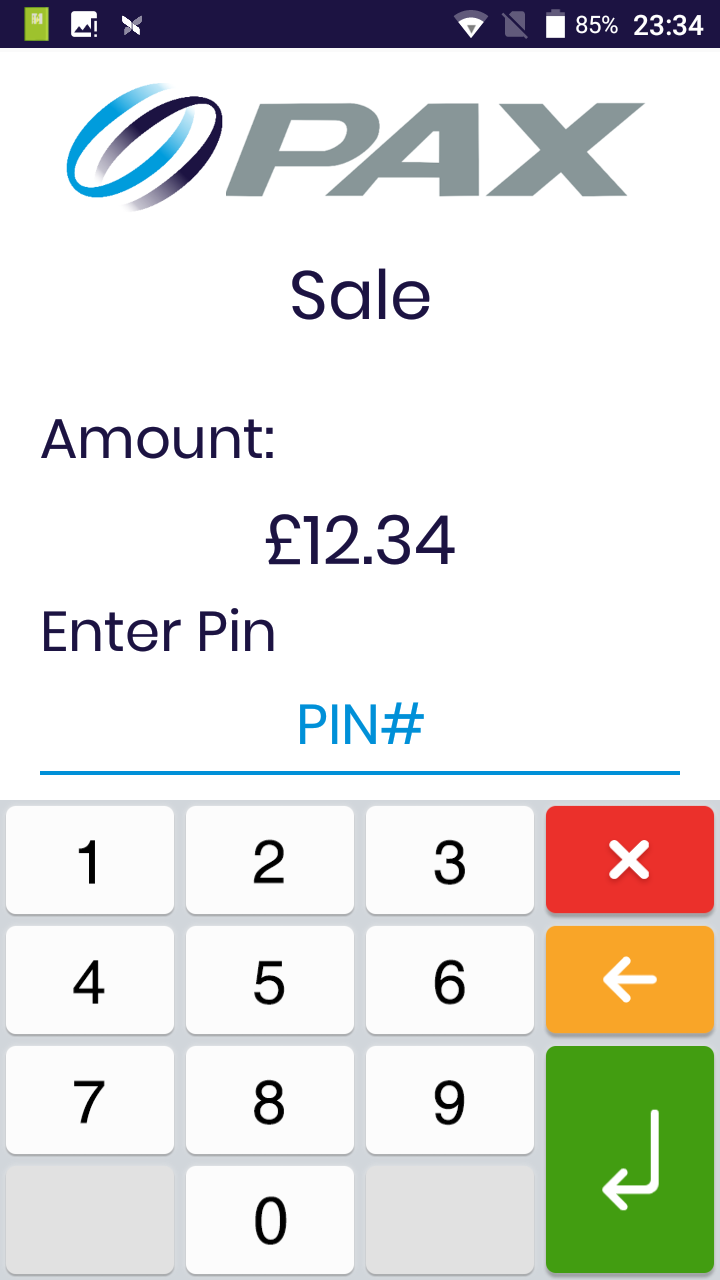 85% 23:34
PAX
Sale
Amount:
£12.34
Enter Pin
PIN#
1 2 3
4 5 6
7 8 9
0